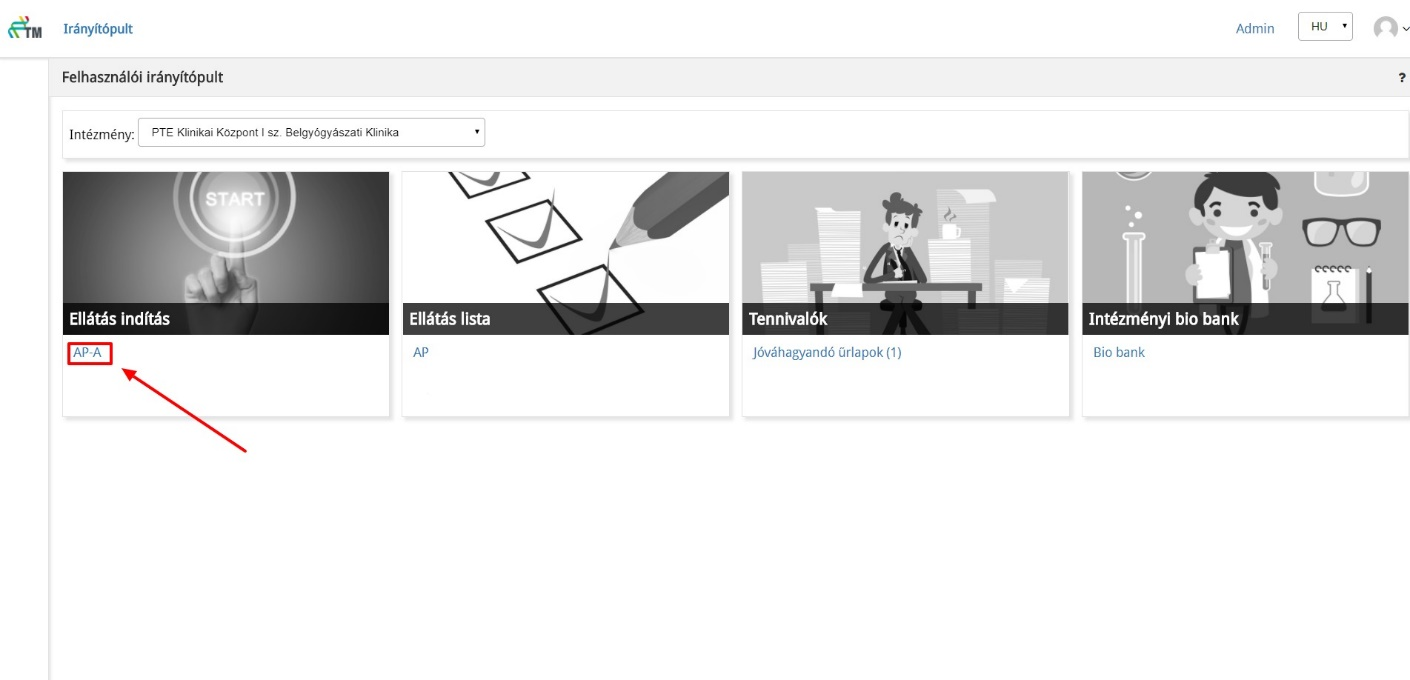 TM Irányítópult Admin HU
Felhasználói irányítópult ?
Intézmény: PTE Klinikai Központ I sz. Belgyógyászati Klinika
START
Ellátás indítás
AP-A
Ellátás lista
AP
Tennivalók
Jóváhagyandó űrlapok (1)
Intézményi bio bank
Bio bank